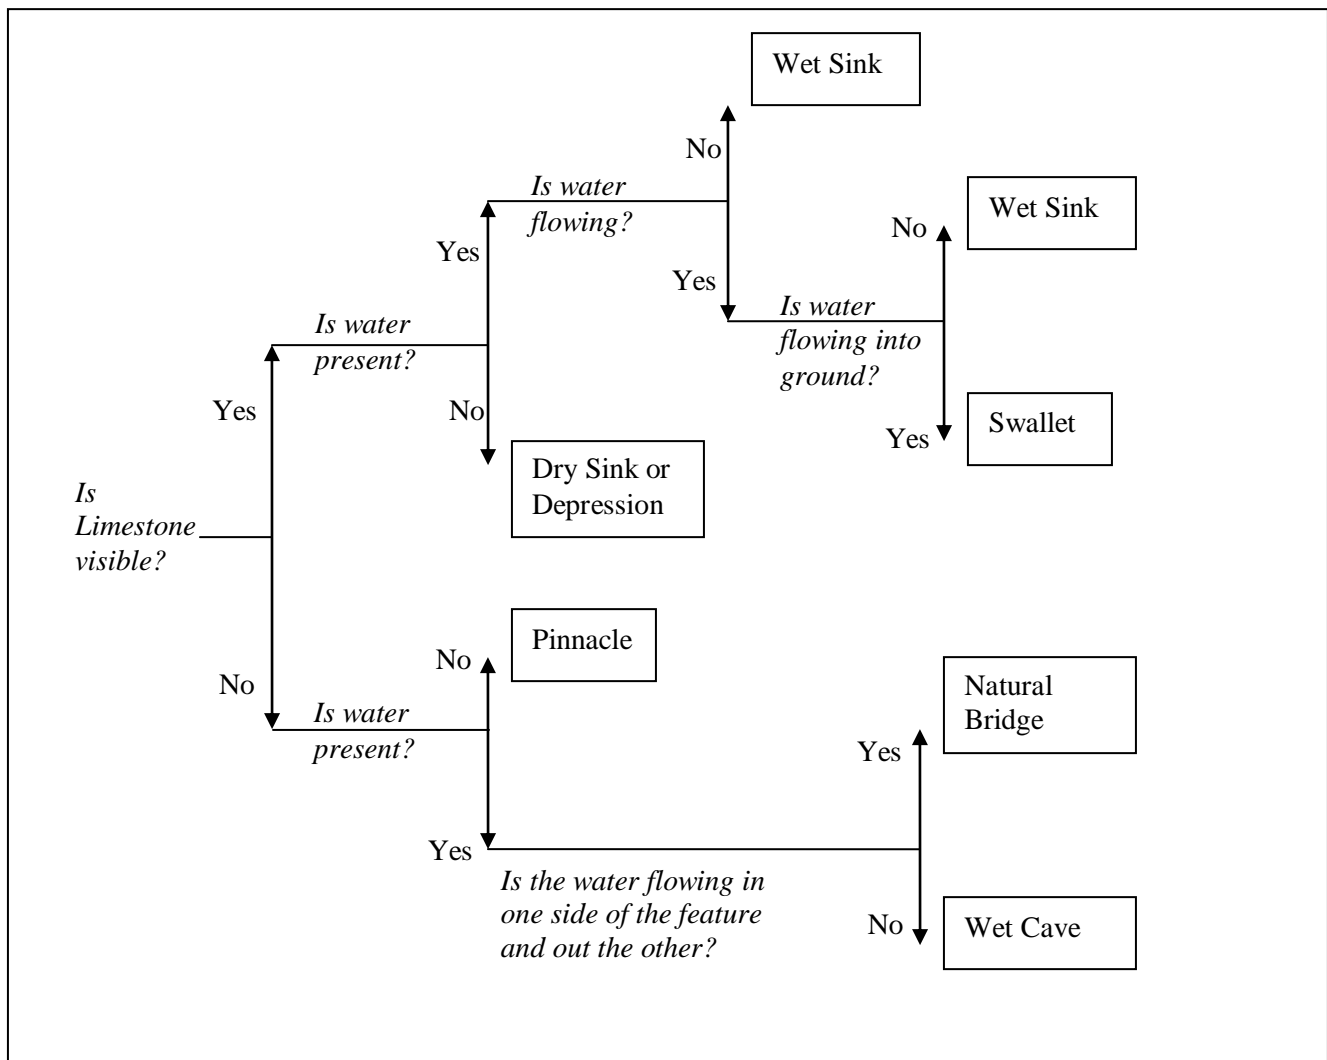 Wet Sink
No
Is water
flowing?
Wet Sink
No
Yes
Yes
Is water
flowing into
ground?
Is water
present?
Yes
No
Swallet
Yes
Dry Sink or
Depression
Is
Limestone
visible?
Pinnacle
No
No
Is water
present?
Natural
Bridge
Yes
Yes
Is the water flowing in
one side of the feature
and out the other?
No
Wet Cave